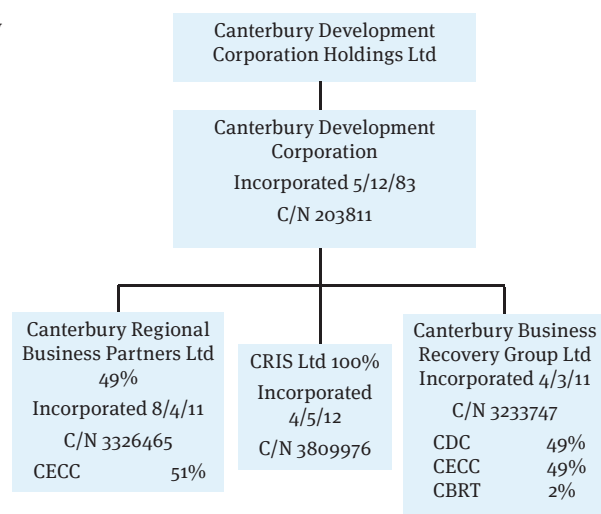 Canterbury Development
Corporation Holdings Ltd
Canterbury Development
Corporation
Incorporated 5/12/83
C/N 203811
Canterbury Regional
Business Partners Ltd
49%
Incorporated 8/4/11
C/N 3326465
CECC 51%
CRIS Ltd 100%
Incorporated
4/5/12
C/N 3809976
Canterbury Business
Recovery Group Ltd
Incorporated 4/3/11
C/N 3233747
CDC 49%
CECC 49%
CBRT 2%